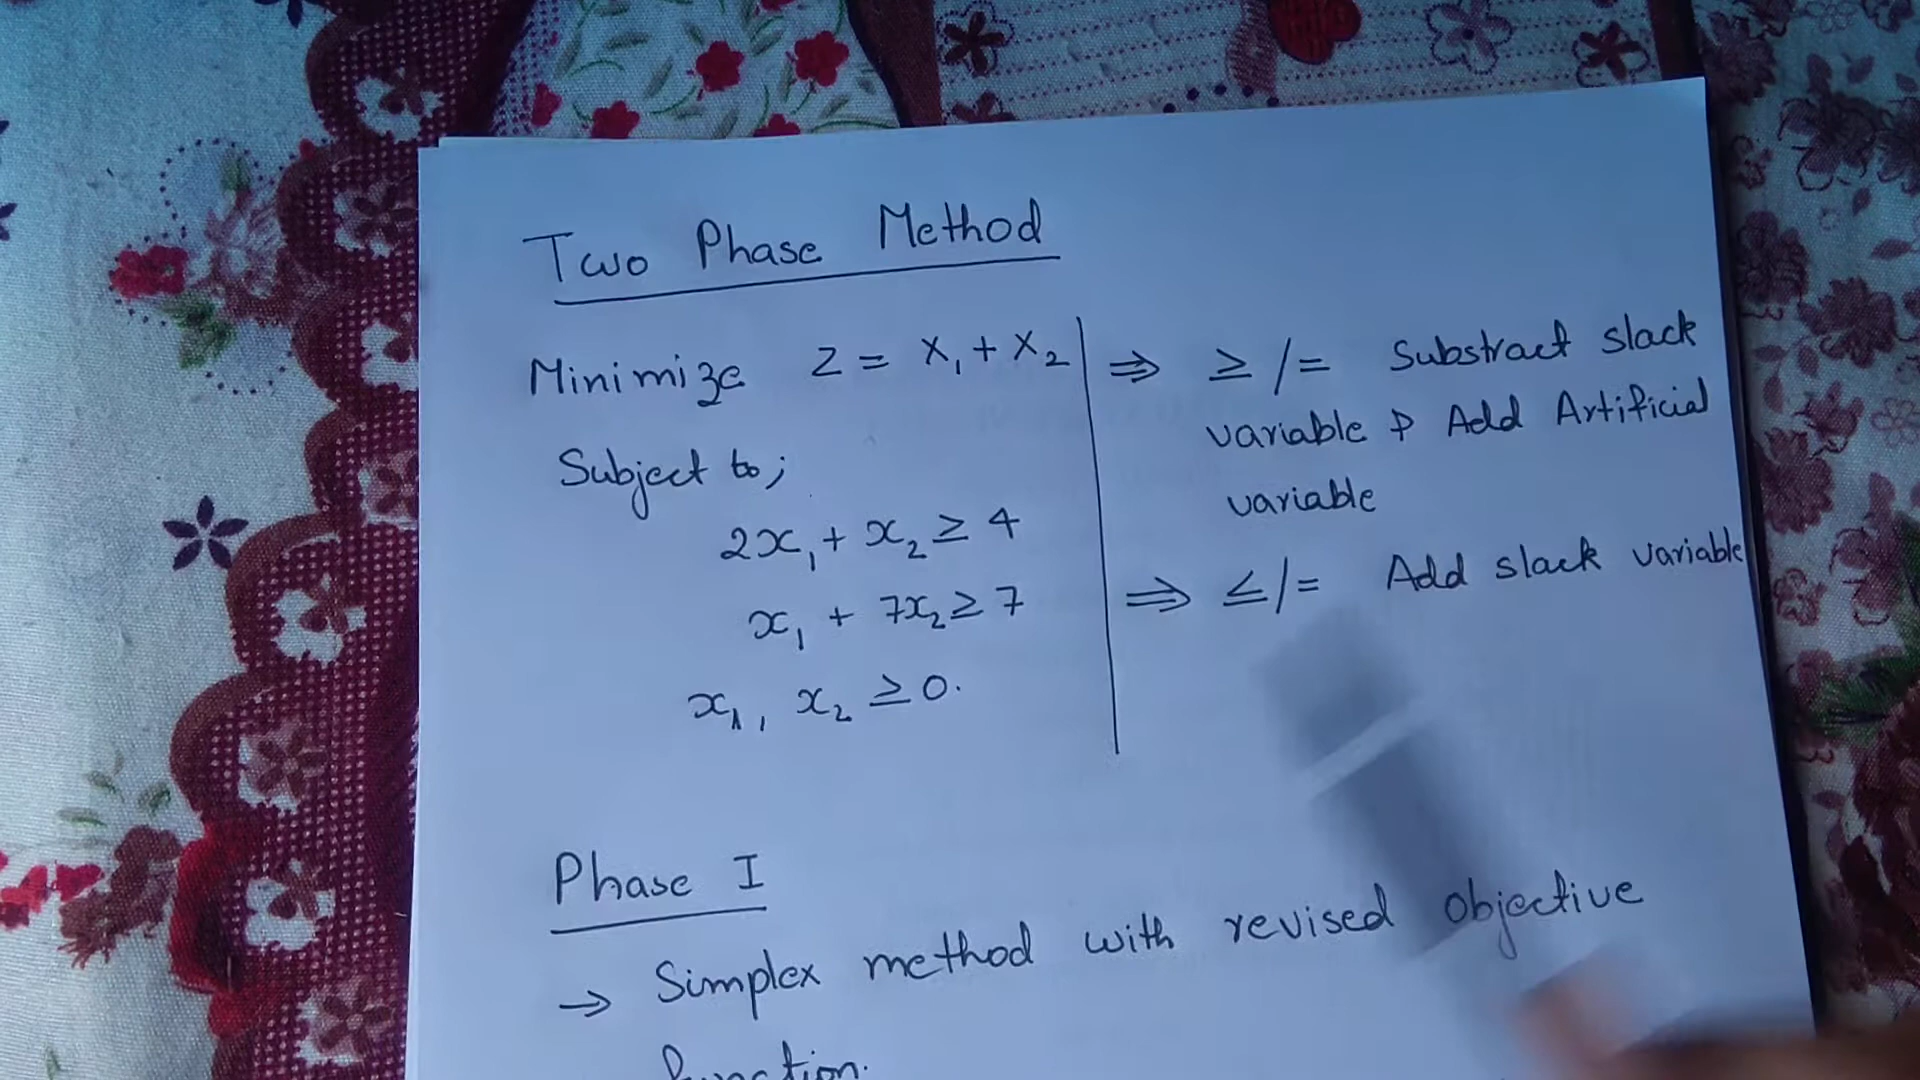 Two Phase Method
Minimize Z = X₁ + X₂
Subject to;
2x₁ + x₂ ≥ 4
x₁ + 7x₂ ≥ 7
x₁, x₂ ≥ 0.
⇒ ≥ / = Substract slack
variable & Add Artificial
variable
⇒ ≤ / = Add slack variable
Phase I
→ Simplex method with revised objective
function.